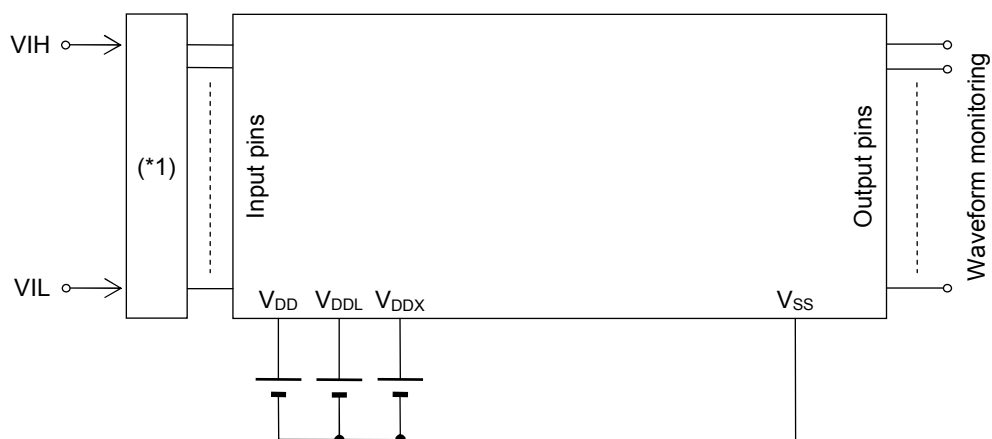 VIH
(*1)
VIL
Input pins
Output pins
Waveform monitoring
VDD
VDDL
VDDX
VSS